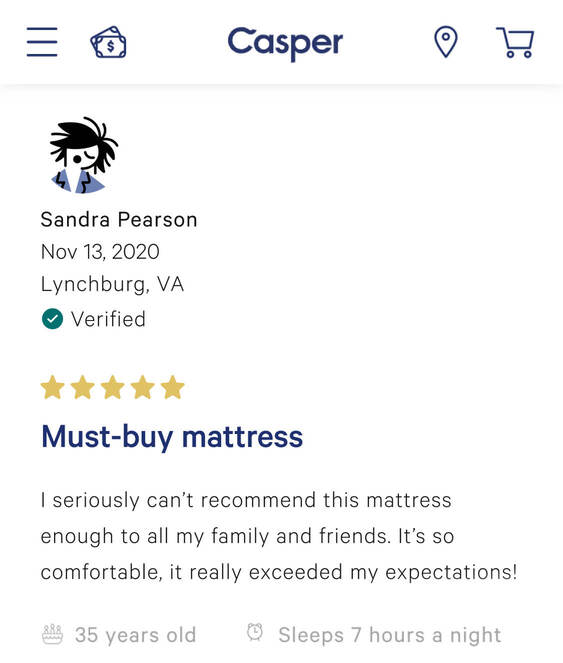 Casper
Sandra Pearson
Nov 13, 2020
Lynchburg, VA
Verified
Must-buy mattress
I seriously can’t recommend this mattress
enough to all my family and friends. It’s so
comfortable, it really exceeded my expectations!
35 years old
Sleeps 7 hours a night